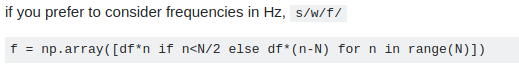 if you prefer to consider frequencies in Hz, s/w/f/
f = np.array([df*n if n<N/2 else df*(n-N) for n in range(N)])